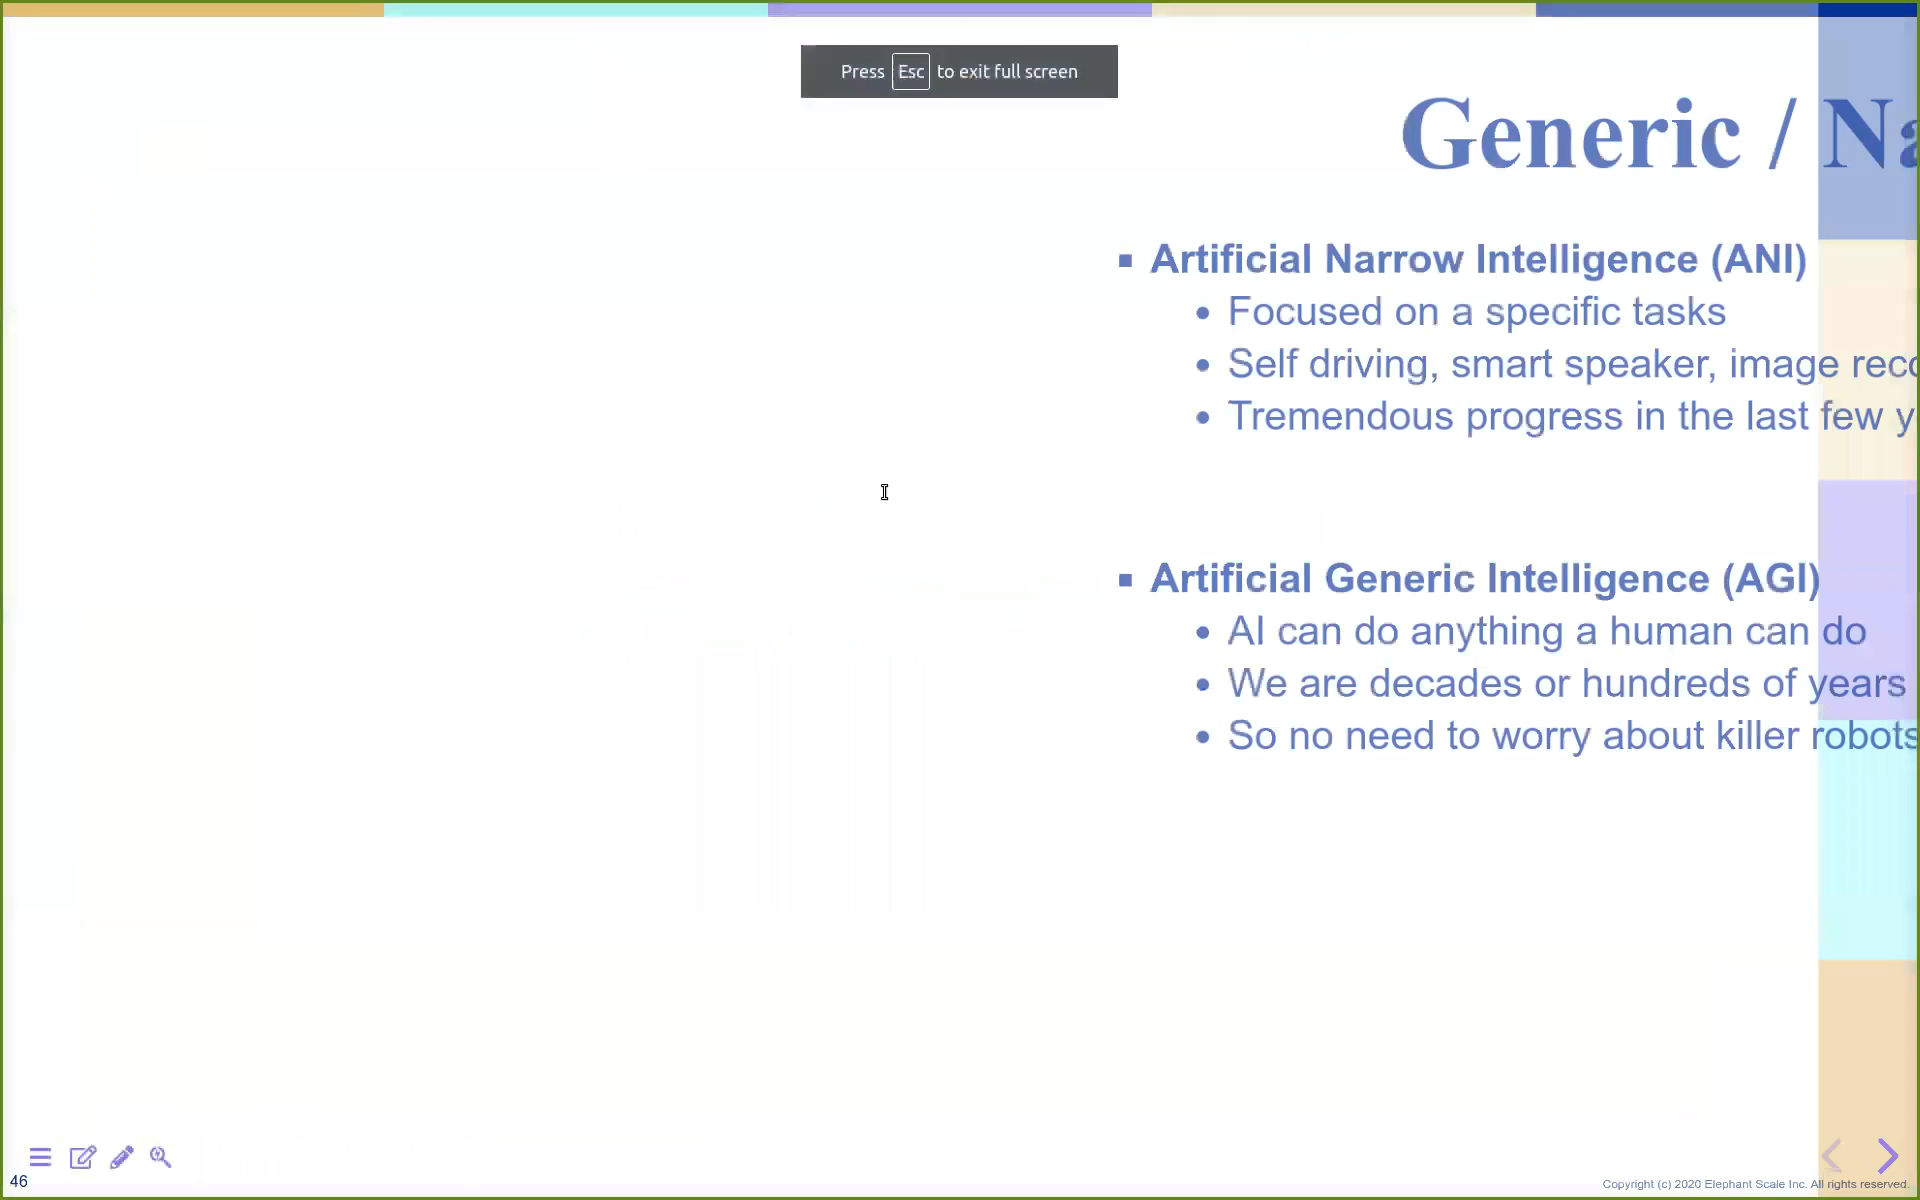 Press Esc to exit full screen
Generic / Na
Artificial Narrow Intelligence (ANI)
Focused on a specific tasks
Self driving, smart speaker, image reco
Tremendous progress in the last few y
Artificial Generic Intelligence (AGI)
AI can do anything a human can do
We are decades or hundreds of years
So no need to worry about killer robots
46
Copyright (c) 2020 Elephant Scale Inc. All rights reserved.